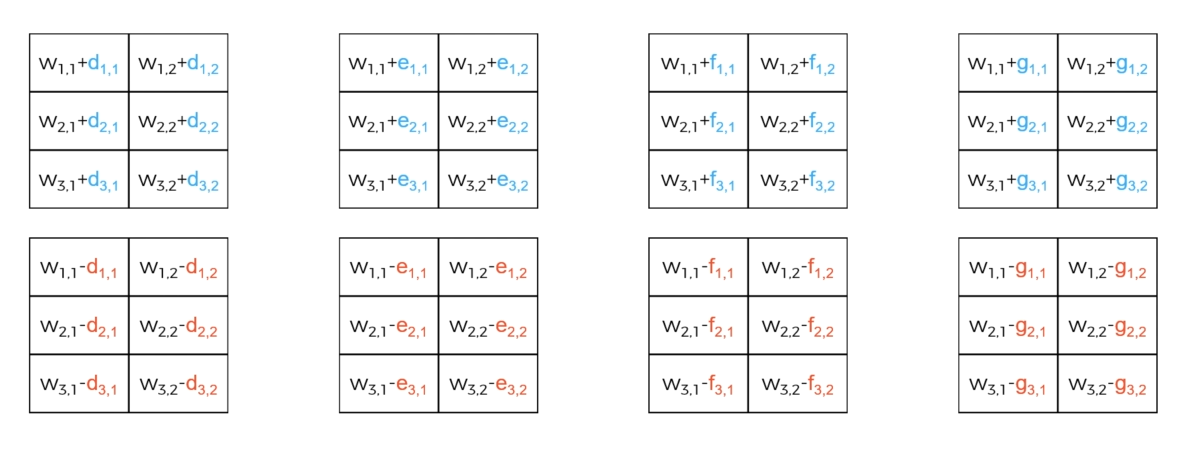 w1,1+d1,1 w1,2+d1,2 w1,1+e1,1 w1,2+e1,2 w1,1+f1,1 w1,2+f1,2 w1,1+g1,1 w1,2+g1,2
w2,1+d2,1 w2,2+d2,2 w2,1+e2,1 w2,2+e2,2 w2,1+f2,1 w2,2+f2,2 w2,1+g2,1 w2,2+g2,2
w3,1+d3,1 w3,2+d3,2 w3,1+e3,1 w3,2+e3,2 w3,1+f3,1 w3,2+f3,2 w3,1+g3,1 w3,2+g3,2
w1,1-d1,1 w1,2-d1,2 w1,1-e1,1 w1,2-e1,2 w1,1-f1,1 w1,2-f1,2 w1,1-g1,1 w1,2-g1,2
w2,1-d2,1 w2,2-d2,2 w2,1-e2,1 w2,2-e2,2 w2,1-f2,1 w2,2-f2,2 w2,1-g2,1 w2,2-g2,2
w3,1-d3,1 w3,2-d3,2 w3,1-e3,1 w3,2-e3,2 w3,1-f3,1 w3,2-f3,2 w3,1-g3,1 w3,2-g3,2